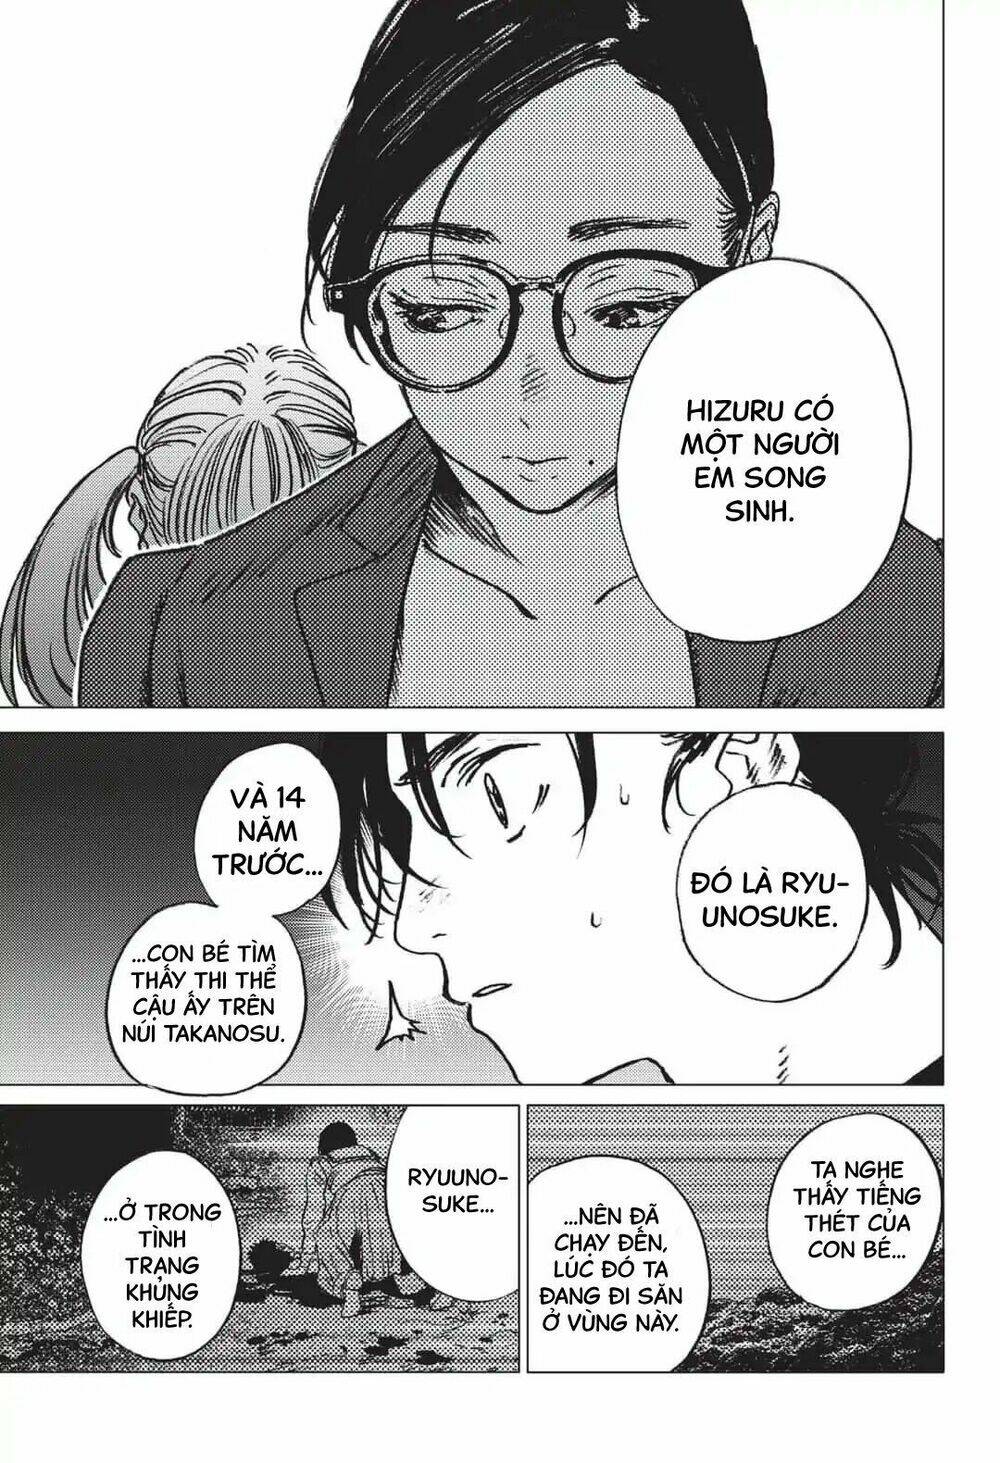 HIZURU CÓ
MỘT NGƯỜI
EM SONG
SINH.
ĐÓ LÀ RYU-
UNOSUKE.
VÀ 14
NĂM
TRƯỚC...
...CON BÉ TÌM
THẤY THI THỂ
CẬU ẤY TRÊN
NÚI TAKANOSU.
TA NGHE
THẤY TIẾNG
THÉT CỦA
CON BÉ...
...NÊN ĐÃ
CHẠY ĐẾN,
LÚC ĐÓ TA
ĐANG ĐI SĂN
Ở VÙNG NÀY.
RYUUNO-
SUKE...
...Ở TRONG
TÌNH
TRẠNG
KHỦNG
KHIẾP.